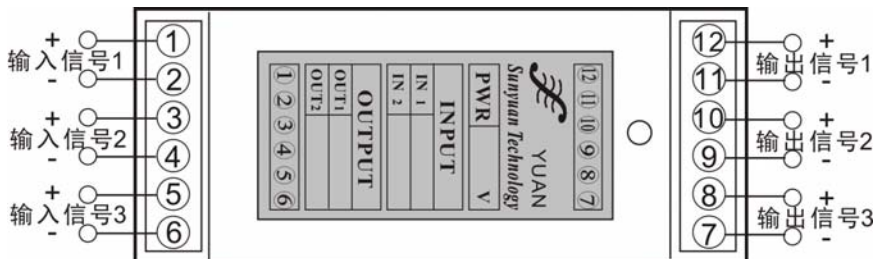 +
输入信号1
-
+
输入信号2
-
+
输入信号3
-
①
②
③
④
⑤
⑥
① ② ③ ④ ⑤ ⑥
OUT2
OUT1
OUTPUT
IN 2
IN 1
INPUT
PWR V
Sunyuan Technology
YUAN
⑫ ⑪ ⑩ ⑨ ⑧ ⑦
⑫
⑪
⑩
⑨
⑧
⑦
+
输出信号1
-
+
输出信号2
-
+
输出信号3
-